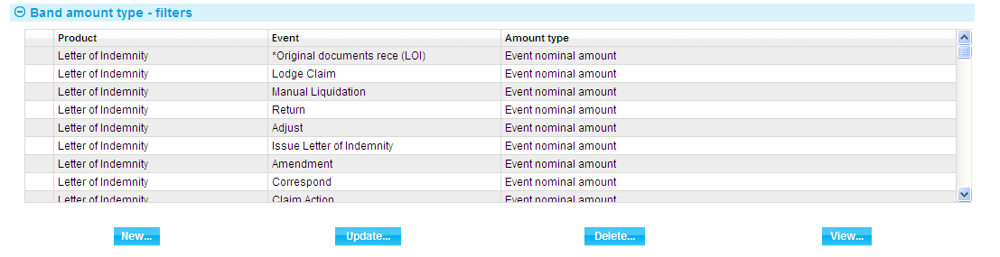 Band amount type - filters
Product Event Amount type
Letter of Indemnity *Original documents rece (LOI) Event nominal amount
Letter of Indemnity Lodge Claim Event nominal amount
Letter of Indemnity Manual Liquidation Event nominal amount
Letter of Indemnity Return Event nominal amount
Letter of Indemnity Adjust Event nominal amount
Letter of Indemnity Issue Letter of Indemnity Event nominal amount
Letter of Indemnity Amendment Event nominal amount
Letter of Indemnity Correspond Event nominal amount
Letter of Indemnity Claim Action Event nominal amount
New... Update... Delete... View...